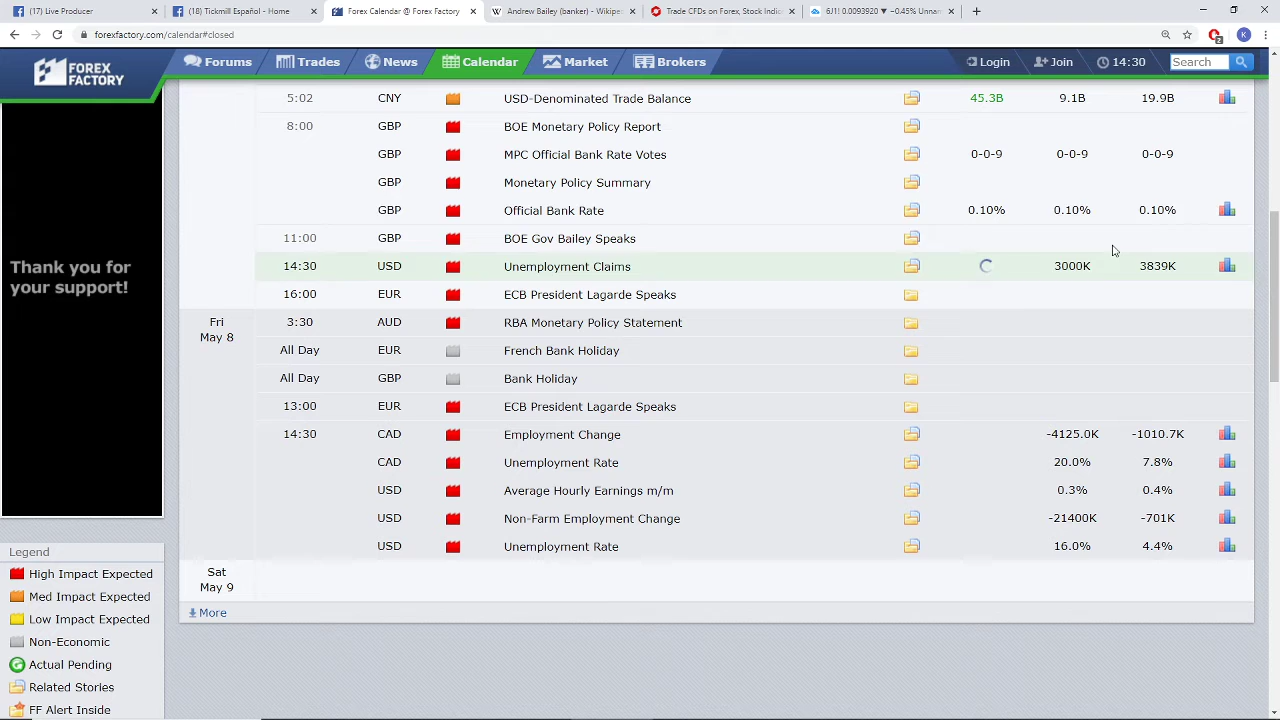 (17) Live Producer
(18) Tickmill Español - Home
Forex Calendar @ Forex Factory
Andrew Bailey (banker) - Wikipe
Trade CFDs on Forex, Stock Indic
6J1! 0.0093930 ▼ −0.45% Unnam
forexfactory.com/calendar#closed
2
K
FOREX FACTORY
Forums
Trades
News
Calendar
Market
Brokers
Login
Join
14:30
Search
5:02 CNY USD-Denominated Trade Balance 45.3B 9.1B 19.9B
8:00 GBP BOE Monetary Policy Report
GBP MPC Official Bank Rate Votes 0-0-9 0-0-9 0-0-9
GBP Monetary Policy Summary
GBP Official Bank Rate 0.10% 0.10% 0.10%
11:00 GBP BOE Gov Bailey Speaks
14:30 USD Unemployment Claims 3000K 3839K
16:00 EUR ECB President Lagarde Speaks
Fri
May 8
3:30 AUD RBA Monetary Policy Statement
All Day EUR French Bank Holiday
All Day GBP Bank Holiday
13:00 EUR ECB President Lagarde Speaks
14:30 CAD Employment Change -4125.0K -1010.7K
CAD Unemployment Rate 20.0%
USD Average Hourly Earnings m/m 0.3%
USD Non-Farm Employment Change -21400K -701K
USD Unemployment Rate 16.0% 4.4%
Sat
May 9
More
Thank you for
your support!
Legend
High Impact Expected
Med Impact Expected
Low Impact Expected
Non-Economic
Actual Pending
Related Stories
FF Alert Inside